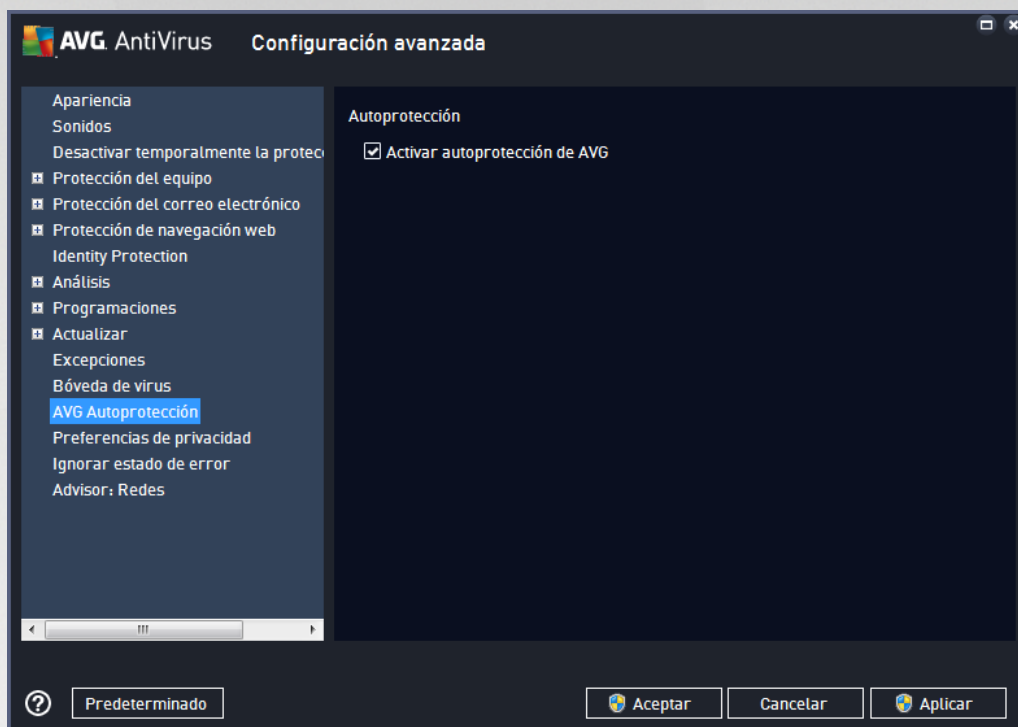 AVG. AntiVirus
Configuración avanzada
Apariencia
Sonidos
Desactivar temporalmente la protec
Protección del equipo
Protección del correo electrónico
Protección de navegación web
Identity Protection
Análisis
Programaciones
Actualizar
Excepciones
Bóveda de virus
AVG Autoprotección
Preferencias de privacidad
Ignorar estado de error
Advisor: Redes
Autoprotección
Activar autoprotección de AVG
Predeterminado
Aceptar
Cancelar
Aplicar